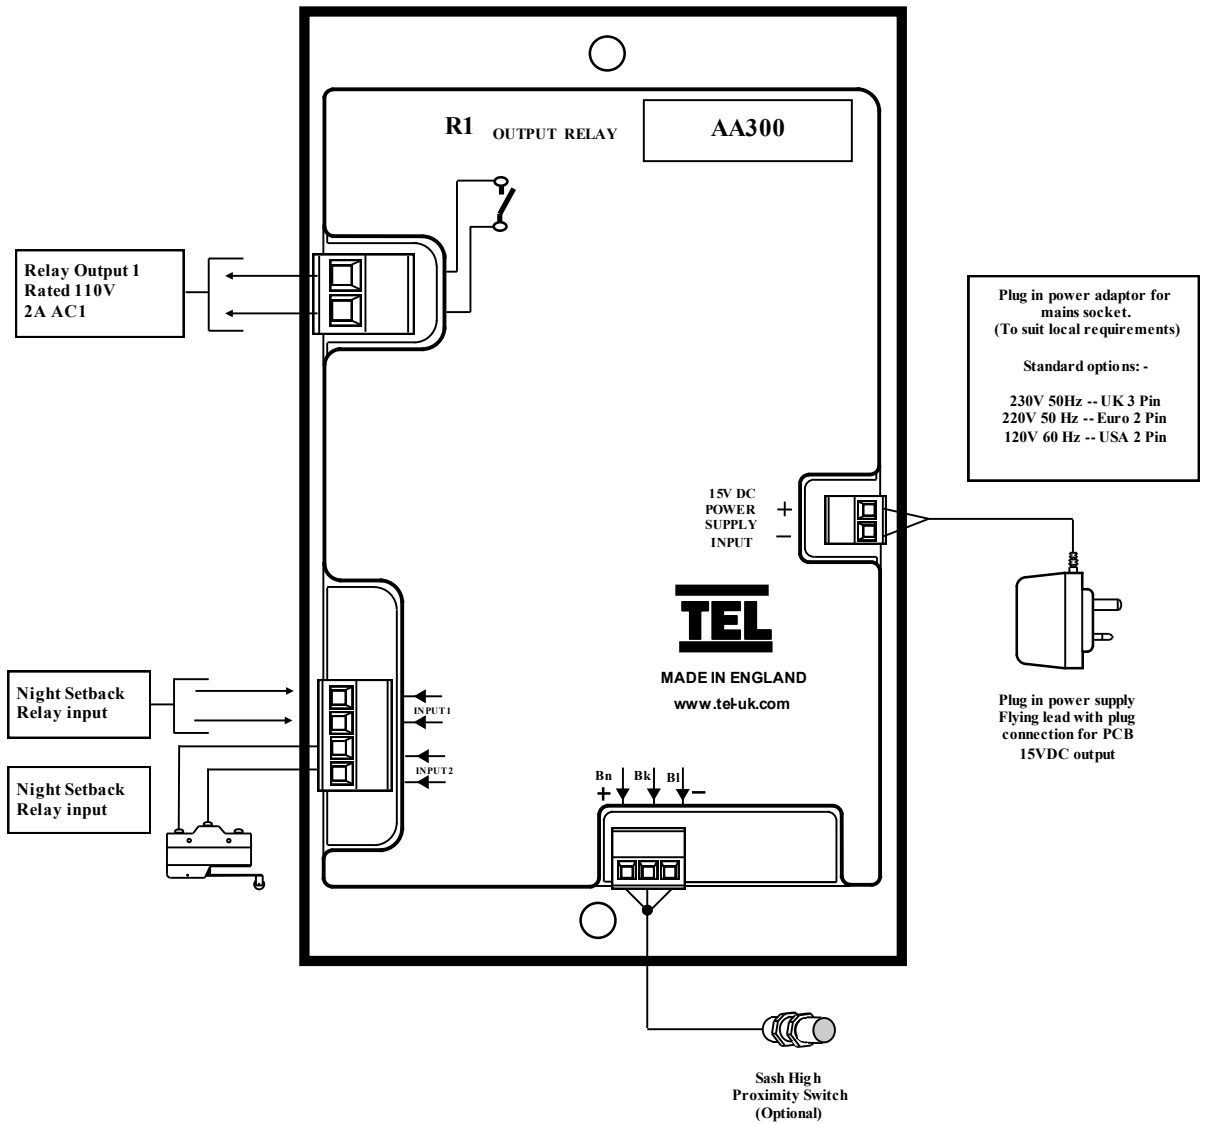 R1 OUTPUT RELAY
AA300
Relay Output 1
Rated 110V
2A AC1
Plug in power adaptor for
mains socket.
(To suit local requirements)
Standard options: -
230V 50Hz -- UK 3 Pin
220V 50 Hz -- Euro 2 Pin
120V 60 Hz -- USA 2 Pin
15V DC
POWER
SUPPLY
INPUT
+
−
TEL
MADE IN ENGLAND
www.tel-uk.com
Night Setback
Relay input
INPUT 1
INPUT 2
Night Setback
Relay input
Plug in power supply
Flying lead with plug
connection for PCB
15VDC output
Bn Bk Bl
+ −
Sash High
Proximity Switch
(Optional)